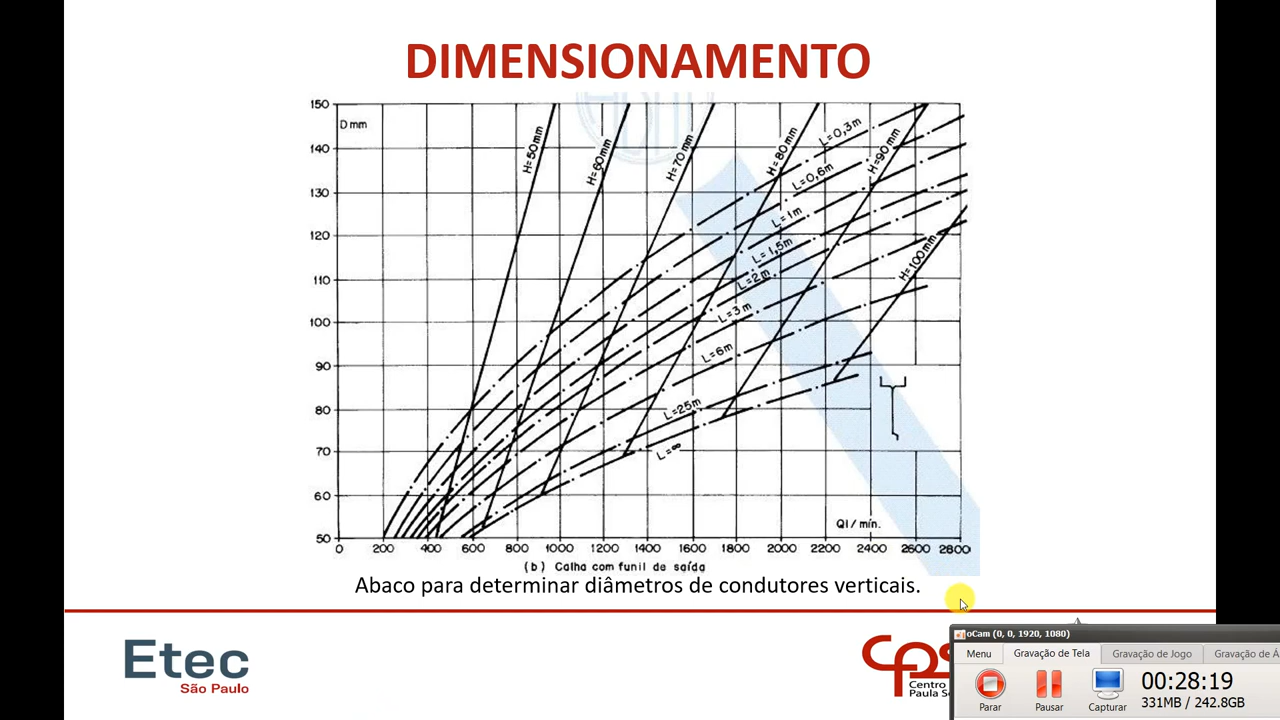 DIMENSIONAMENTO
150
D mm
140
130
120
110
100
90
80
70
60
50
H=50mm
H=60mm
H=70mm
H=80mm
H=90mm
H=100mm
L=0,3m
L=0,6m
L=1m
L=1,5m
L=2m
L=3m
L=6m
L=25m
L=∞
Ql/min.
0 200 400 600 800 1000 1200 1400 1600 1800 2000 2200 2400 2600 2800
(b) Calha com funil de saída
Abaco para determinar diâmetros de condutores verticais.
Etec
São Paulo
CPS
Centro
Paula So
oCam (0, 0, 1920, 1080)
Menu Gravação de Tela Gravação de Jogo Gravação de Á
Parar Pausar Capturar
00:28:19
331MB / 242.8GB